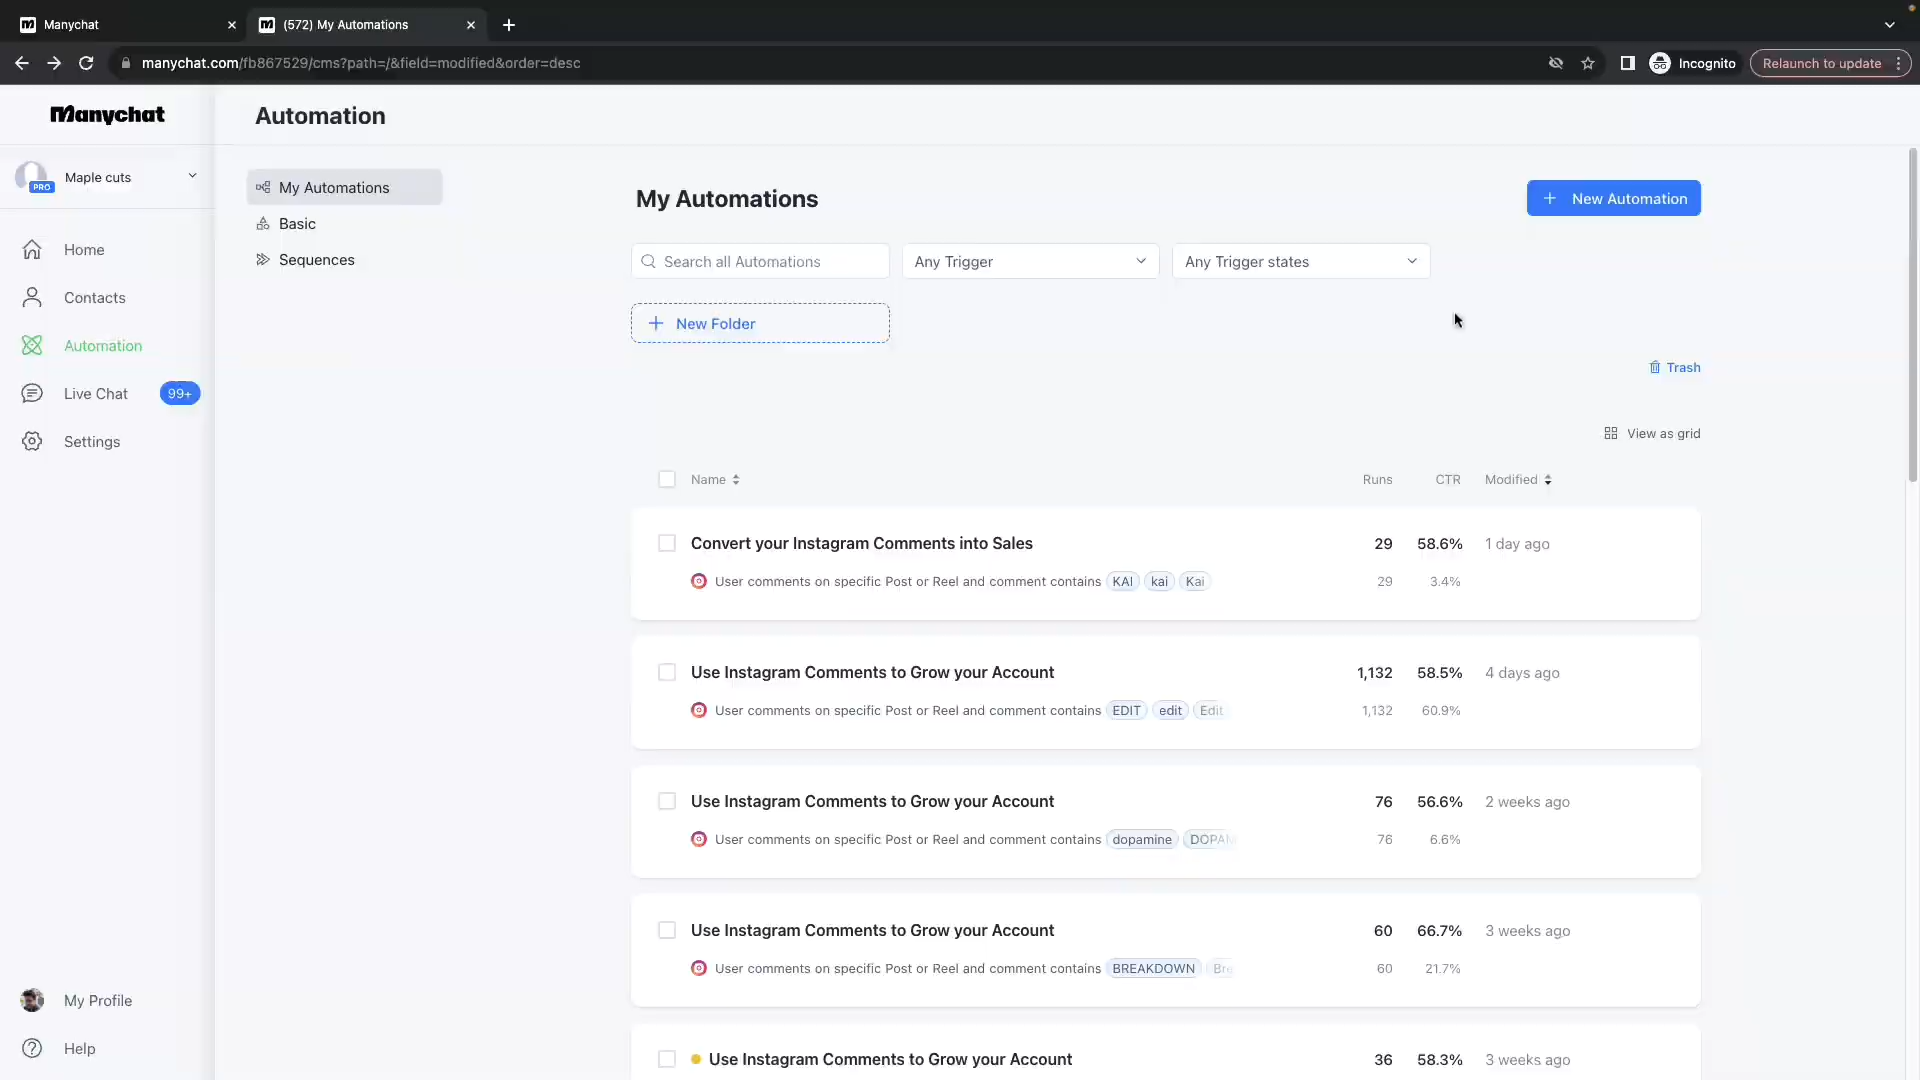 Manychat
(572) My Automations
manychat.com/fb867529/cms?path=/&field=modified&order=desc
Incognito
Relaunch to update
Manychat
Automation
PRO
Maple cuts
Home
Contacts
Automation
Live Chat
99+
Settings
My Profile
Help
My Automations
Basic
Sequences
My Automations
New Automation
Search all Automations
Any Trigger
Any Trigger states
New Folder
Trash
View as grid
Name Runs CTR Modified
Convert your Instagram Comments into Sales 29 58.6% 1 day ago
User comments on specific Post or Reel and comment contains KAI kai Kai 29 3.4%
Use Instagram Comments to Grow your Account 1,132 58.5% 4 days ago
User comments on specific Post or Reel and comment contains EDIT edit Edit 1,132 60.9%
Use Instagram Comments to Grow your Account 76 56.6% 2 weeks ago
User comments on specific Post or Reel and comment contains dopamine 76 6.6%
Use Instagram Comments to Grow your Account 60 66.7% 3 weeks ago
User comments on specific Post or Reel and comment contains BREAKDOWN 60 21.7%
Use Instagram Comments to Grow your Account 36 58.3% 3 weeks ago